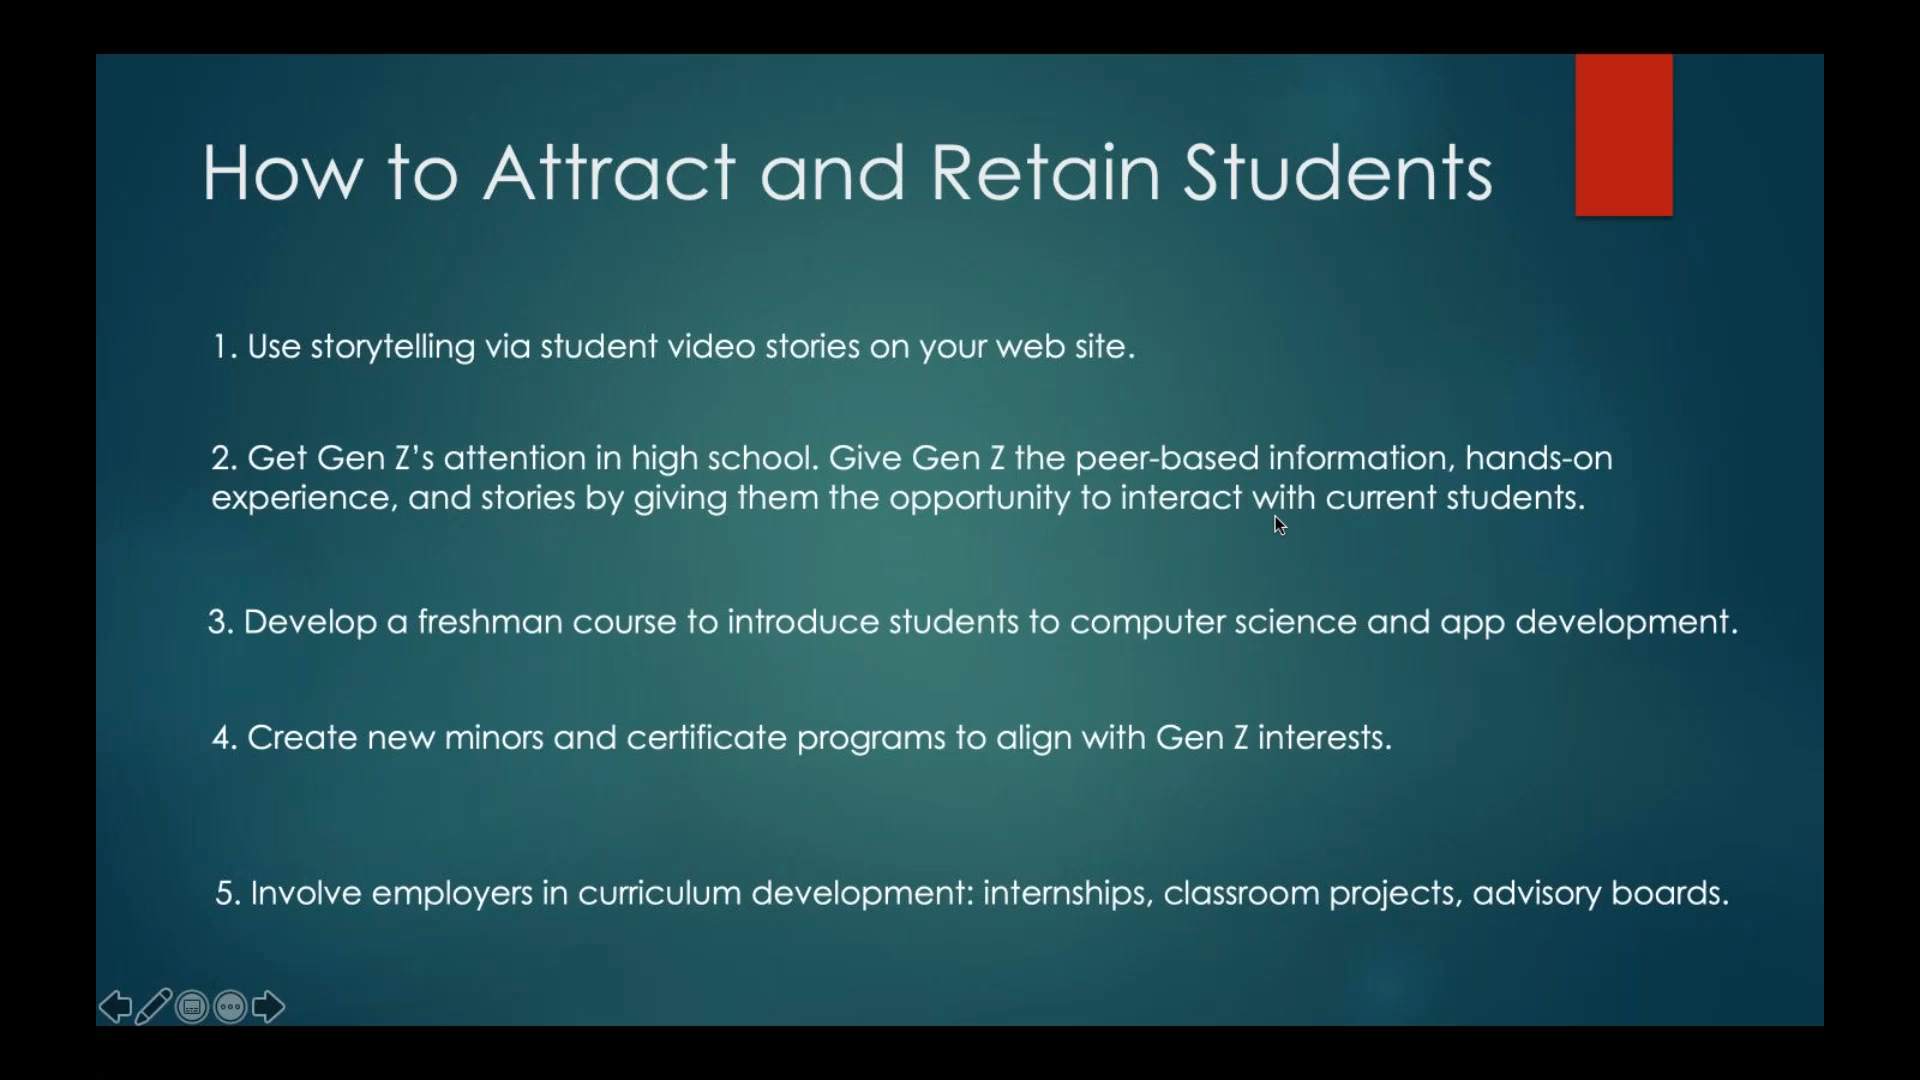 How to Attract and Retain Students
1. Use storytelling via student video stories on your web site.
2. Get Gen Z’s attention in high school. Give Gen Z the peer-based information, hands-on
experience, and stories by giving them the opportunity to interact with current students.
3. Develop a freshman course to introduce students to computer science and app development.
4. Create new minors and certificate programs to align with Gen Z interests.
5. Involve employers in curriculum development: internships, classroom projects, advisory boards.